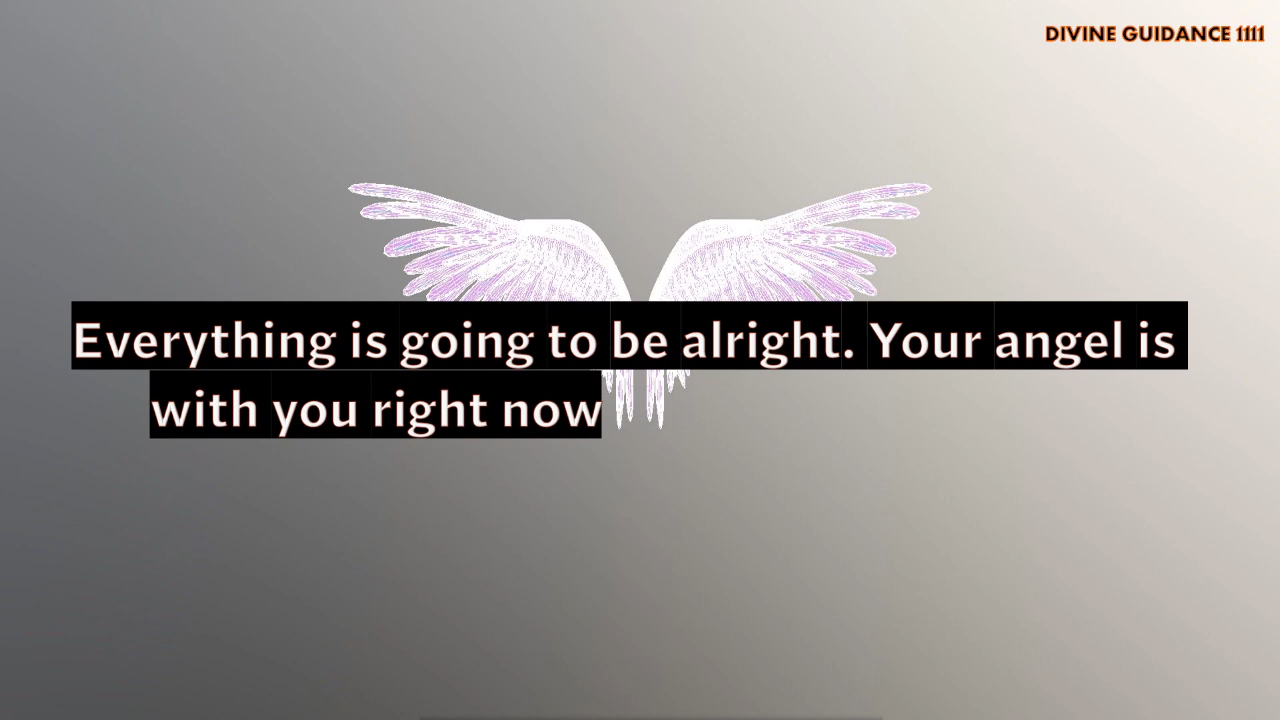 DIVINE GUIDANCE 1111
Everything is going to be alright. Your angel is
with you right now